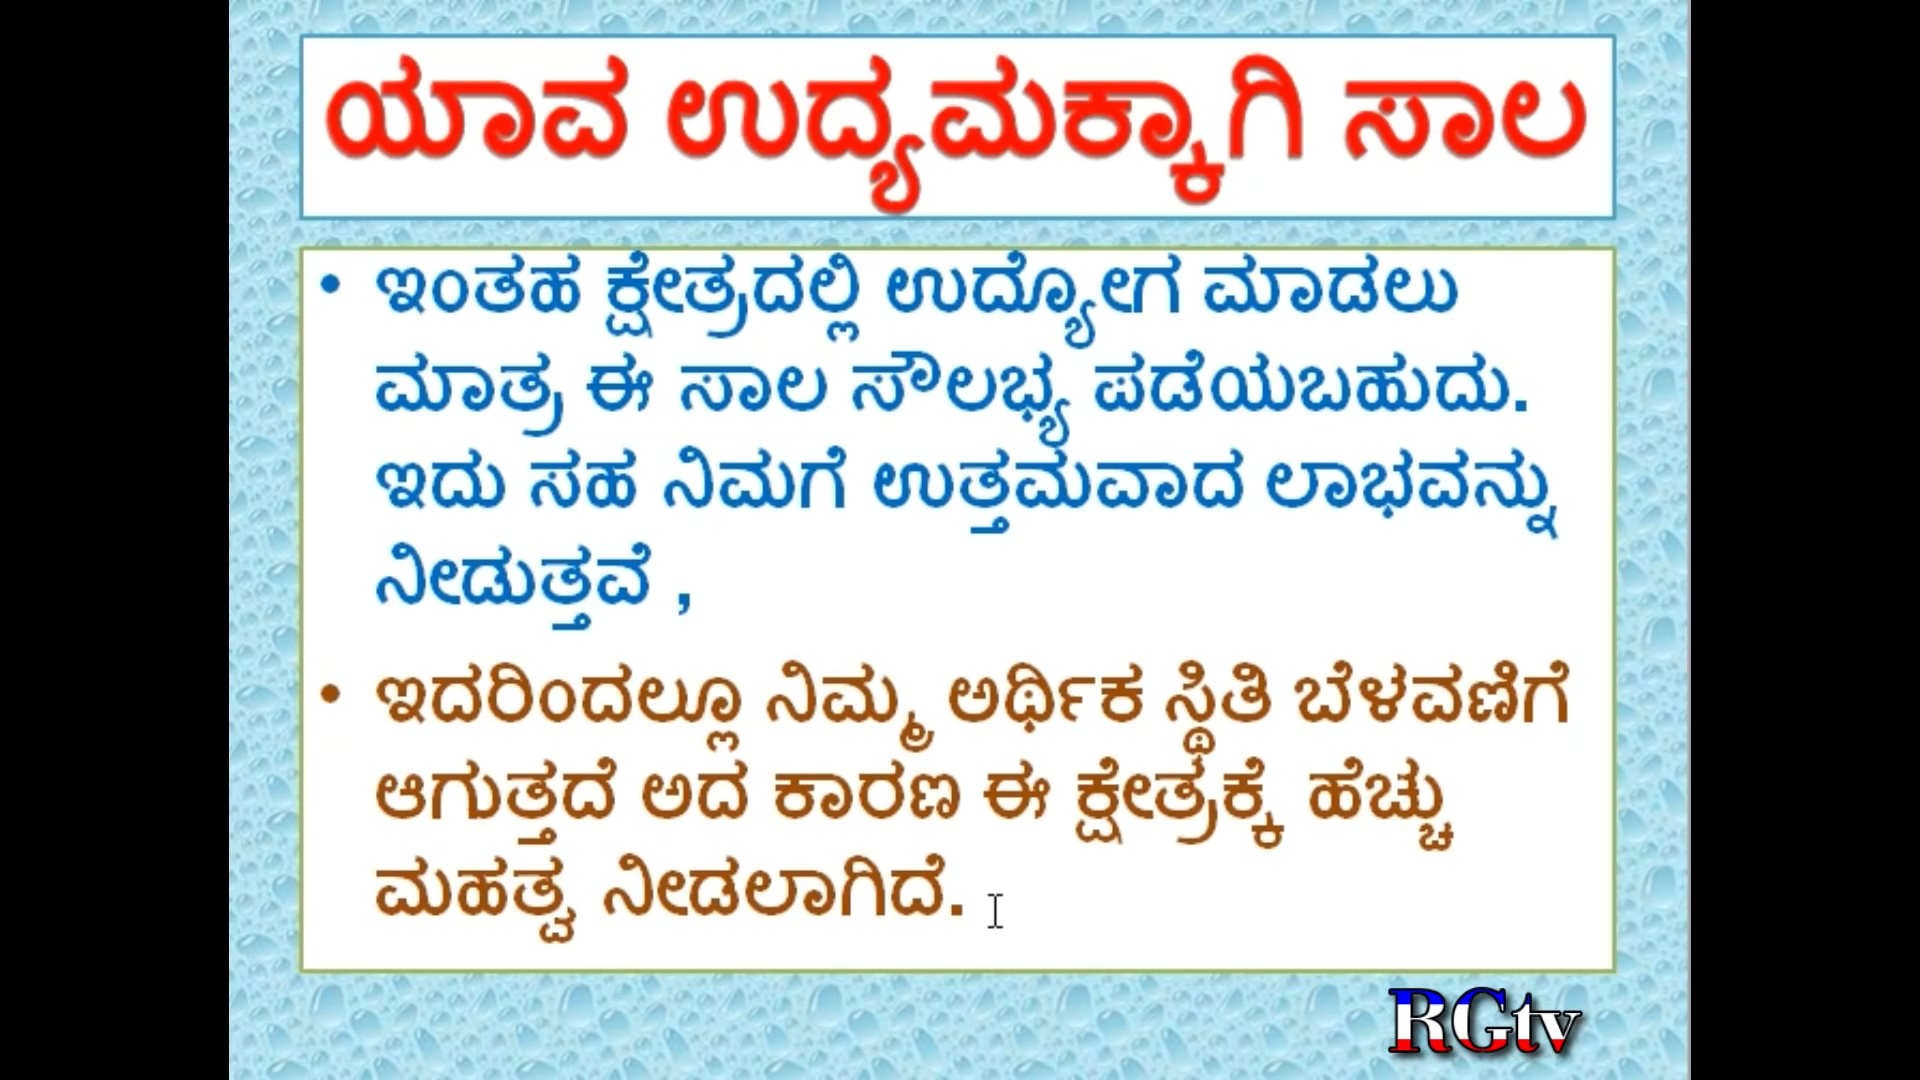 ಯಾವ ಉದ್ಯಮಕ್ಕಾಗಿ ಸಾಲ
• ಇಂತಹ ಕ್ಷೇತ್ರದಲ್ಲಿ ಉದ್ಯೋಗ ಮಾಡಲು
ಮಾತ್ರ ಈ ಸಾಲ ಸೌಲಭ್ಯ ಪಡೆಯಬಹುದು.
ಇದು ಸಹ ನಿಮಗೆ ಉತ್ತಮವಾದ ಲಾಭವನ್ನು
ನೀಡುತ್ತವೆ ,
• ಇದರಿಂದಲ್ಲೂ ನಿಮ್ಮ ಅರ್ಥಿಕ ಸ್ಥಿತಿ ಬೆಳವಣಿಗೆ
ಆಗುತ್ತದೆ ಅದ ಕಾರಣ ಈ ಕ್ಷೇತ್ರಕ್ಕೆ ಹೆಚ್ಚು
ಮಹತ್ವ ನೀಡಲಾಗಿದೆ.
RGtv